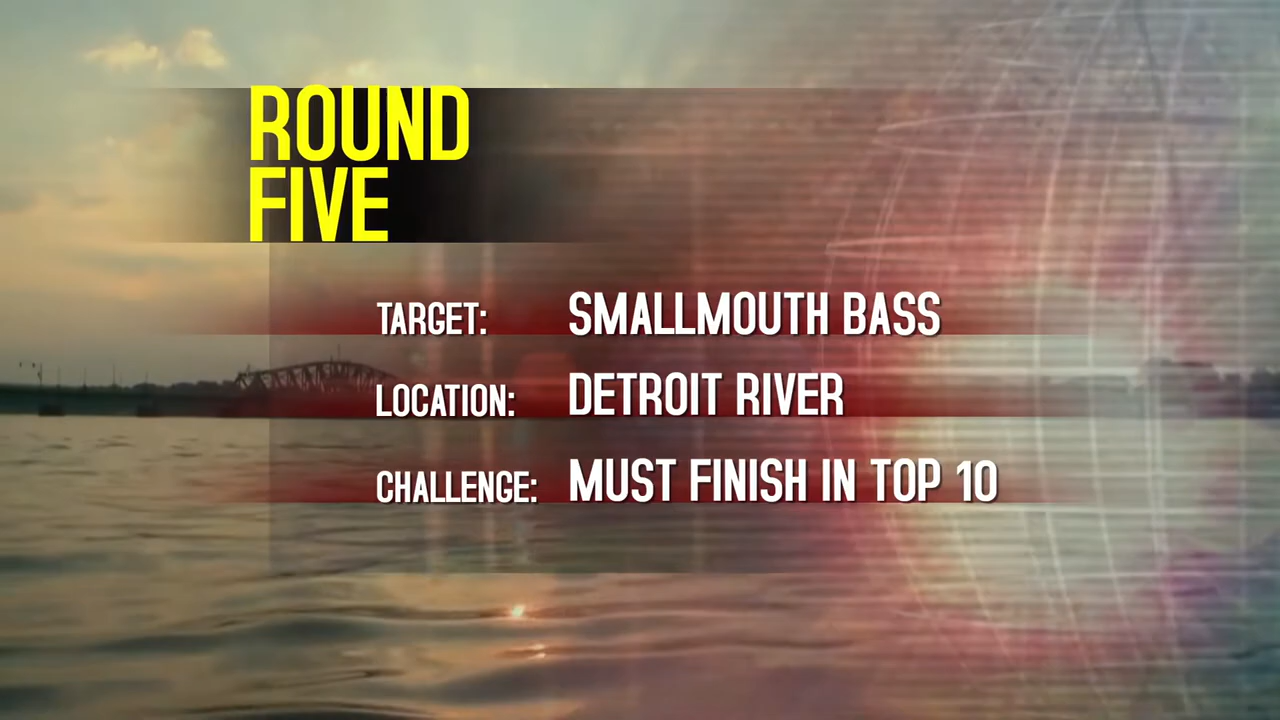 ROUND
FIVE
TARGET: SMALLMOUTH BASS
LOCATION: DETROIT RIVER
CHALLENGE: MUST FINISH IN TOP 10